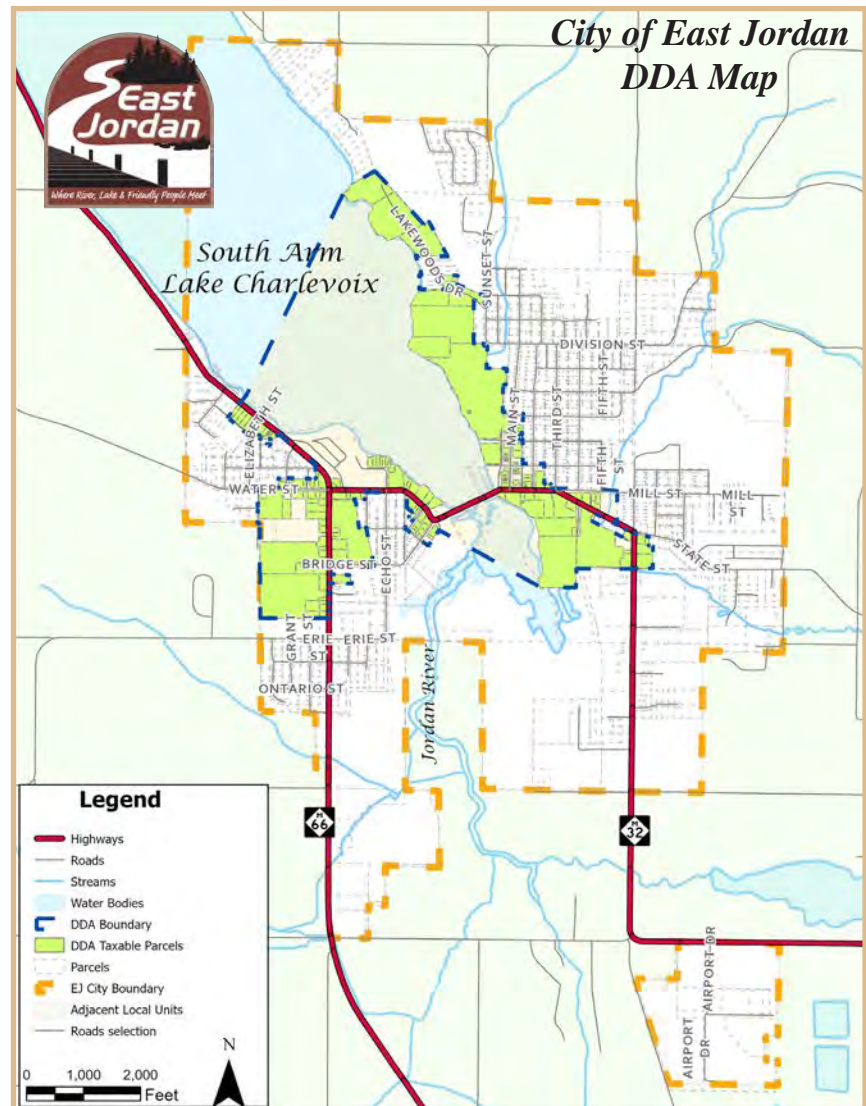 City of East Jordan
DDA Map
East
Jordan
Where River, Lake & Friendly People Meet
South Arm
Lake Charlevoix
LAKEWOODS DR
SUNSET ST
DIVISION ST
FIFTH ST
MAIN ST
THIRD ST
ELIZABETH ST
FIFTH
ST
WATER ST
MILL ST
MILL
ST
STATE ST
BRIDGE ST
ECHO ST
GRANT
ST
ERIE
ST
ERIE ST
ONTARIO ST
Jordan River
M
66
M
32
AIRPORT DR
AIRPORT
DR
Legend
Highways
Roads
Streams
Water Bodies
DDA Boundary
DDA Taxable Parcels
Parcels
EJ City Boundary
Adjacent Local Units
Roads selection
N
0 1,000 2,000
Feet